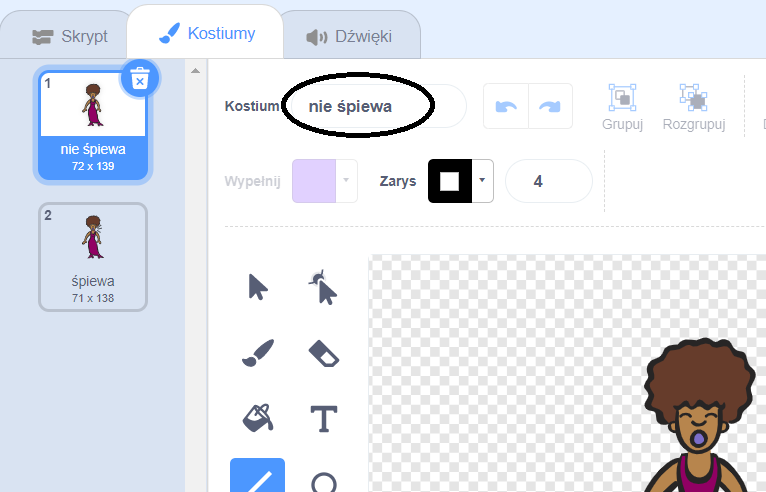 Skrypt
Kostiumy
Dźwięki
1
nie śpiewa
72 x 139
2
śpiewa
71 x 138
Kostium
nie śpiewa
Grupuj
Rozgrupuj
Wypełnij
Zarys
4
T